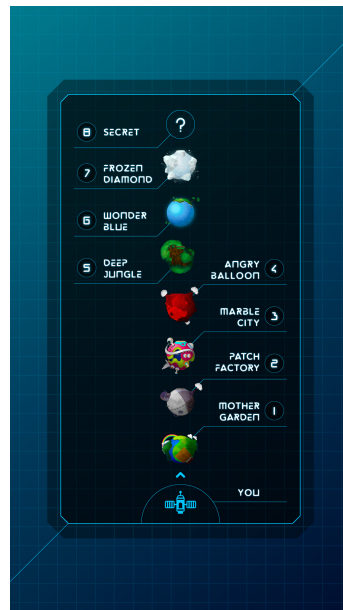 8 SECRET
?
7 FROZEN
DIAMOND
6 WONDER
BLUE
5 DEEP
JUNGLE
ANGRY
BALLOON 4
MARBLE
CITY 3
PATCH
FACTORY 2
MOTHER
GARDEN 1
YOU